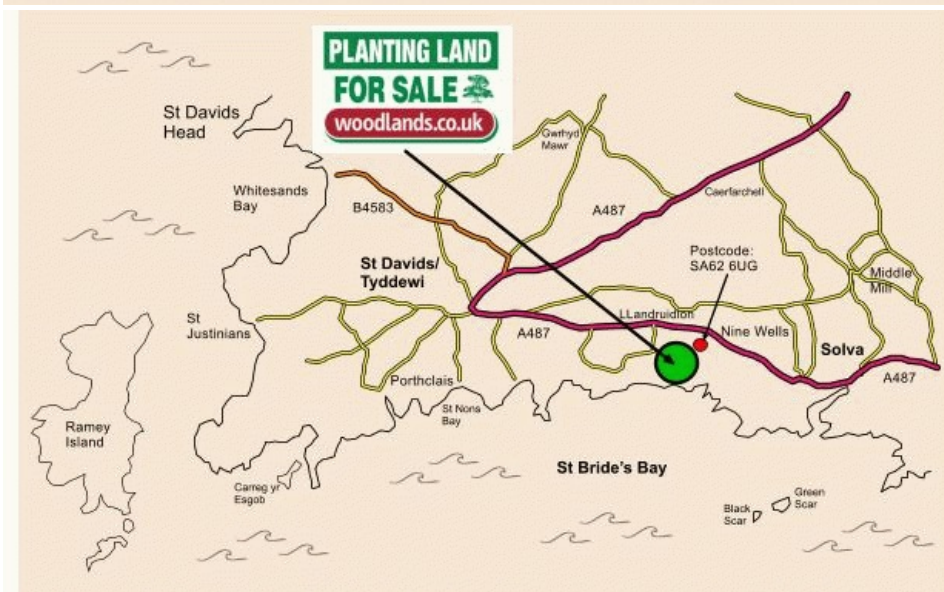 PLANTING LAND
FOR SALE
woodlands.co.uk
St Davids
Head
Gwrhyd
Mawr
Whitesands
Bay
B4583
A487
Caerfarchell
Postcode:
SA62 6UG
St Davids/
Tyddewi
Middle
Mill
St
Justinians
LLandruidion
A487
Nine Wells
Solva
A487
Porthclais
St Nons
Bay
Ramey
Island
St Bride's Bay
Carreg yr
Esgob
Green
Scar
Black
Scar